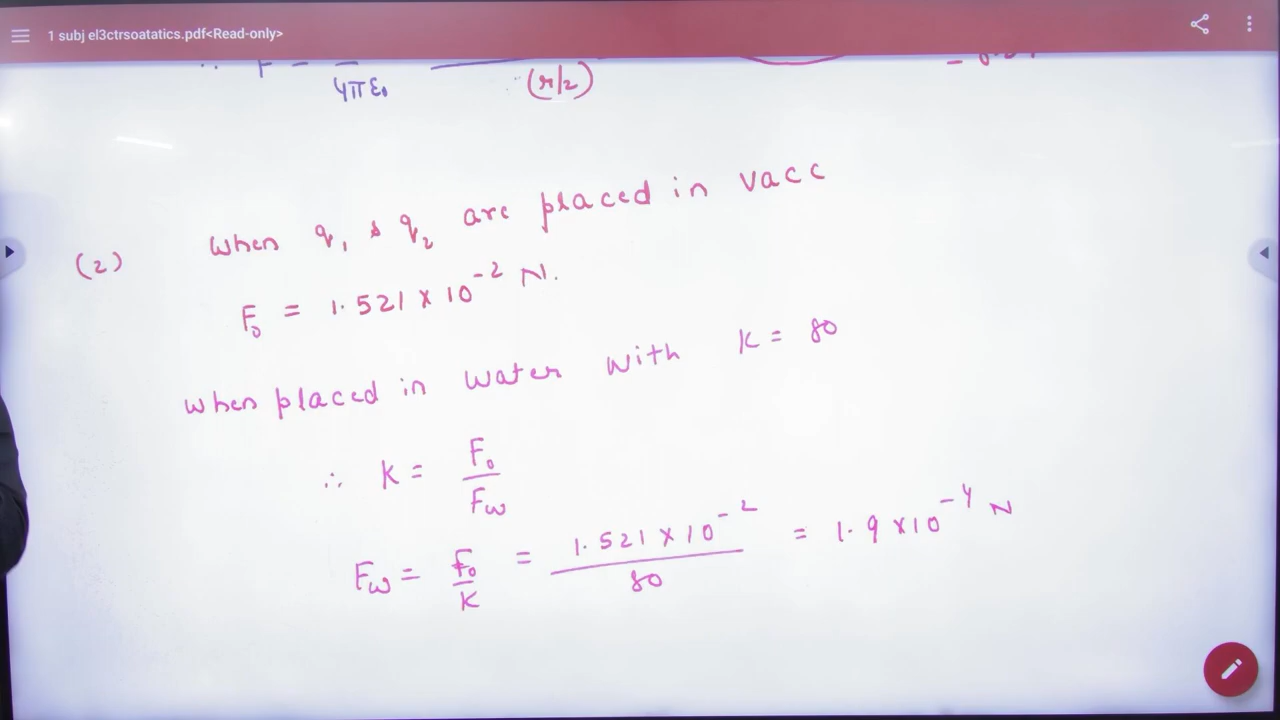 1 subj el3ctrsoatatics.pdf<Read-only>
4πε₀ (r/2)
(2) When q₁ & q₂ are placed in vacc
F₀ = 1.521 × 10⁻² N.
When placed in water with K = 80
∴ K = F₀/F_w
F_w = F₀/K = 1.521 × 10⁻²/80 = 1.9 × 10⁻⁴ N